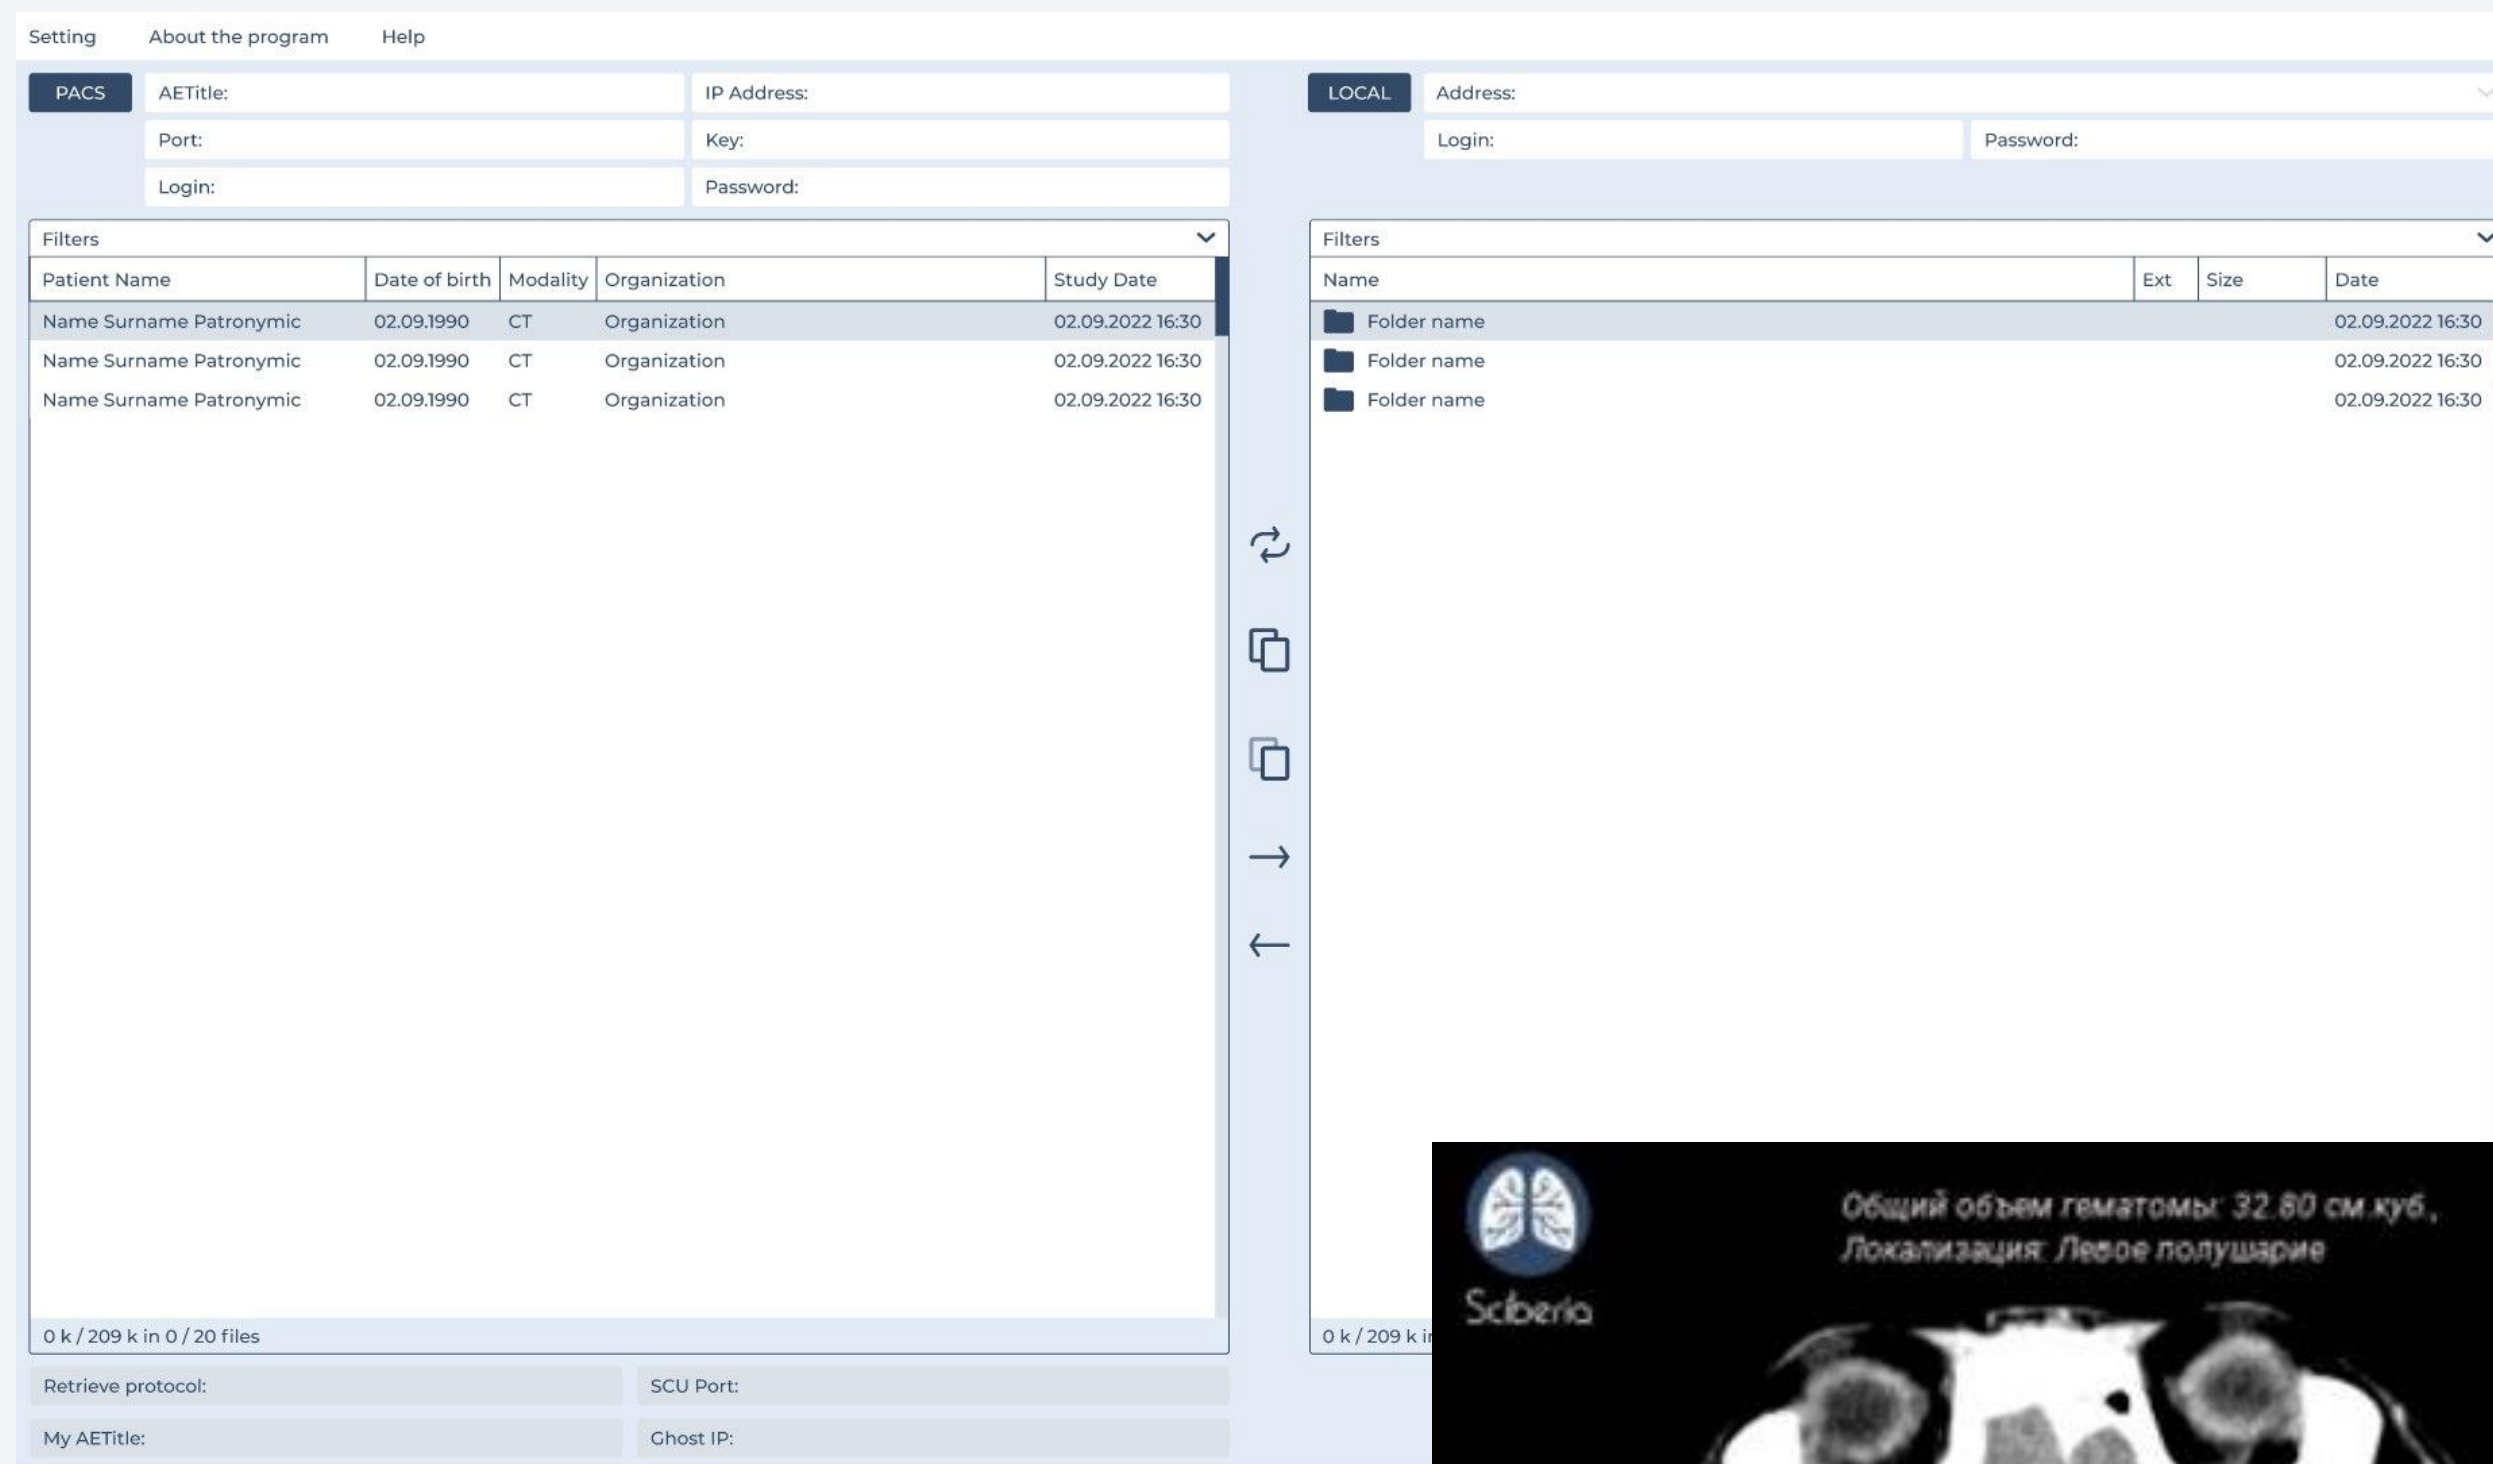 Setting About the program Help
PACS AETitle: IP Address:
Port: Key:
Login: Password:
LOCAL Address:
Login: Password:
Filters
Patient Name Date of birth Modality Organization Study Date
Name Surname Patronymic 02.09.1990 CT Organization 02.09.2022 16:30
Name Surname Patronymic 02.09.1990 CT Organization 02.09.2022 16:30
Name Surname Patronymic 02.09.1990 CT Organization 02.09.2022 16:30
0 k / 209 k in 0 / 20 files
Retrieve protocol: SCU Port:
My AETitle: Ghost IP:
Filters
Name Ext Size Date
Folder name 02.09.2022 16:30
Folder name 02.09.2022 16:30
Folder name 02.09.2022 16:30
0 k / 209 k
Sciberia
Общий объем гематомы: 32.80 см.куб.,
Локализация: Левое полушарие